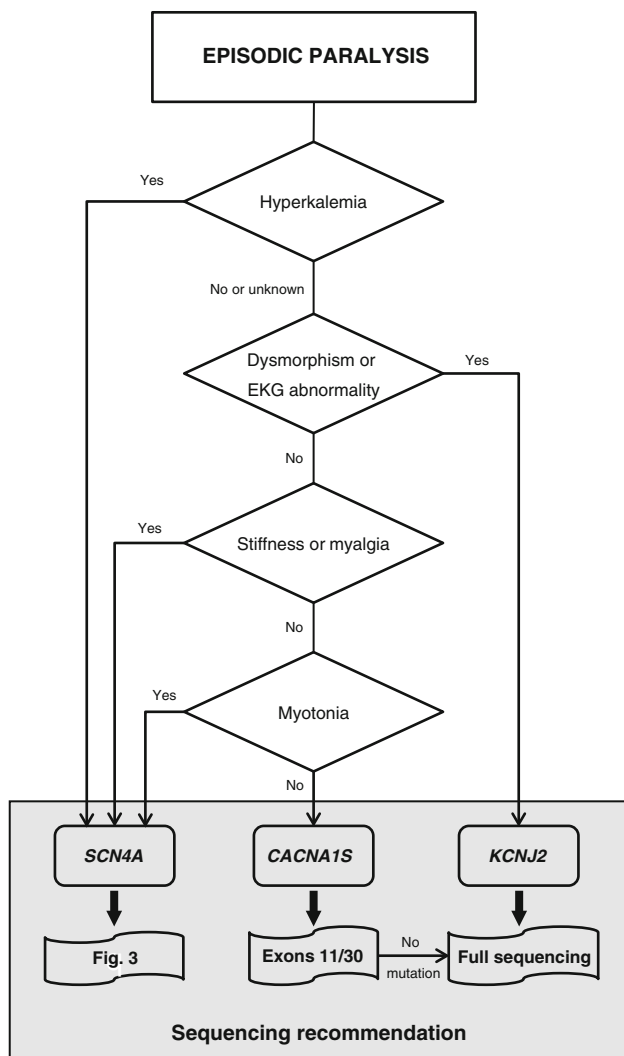 EPISODIC PARALYSIS
Yes
Hyperkalemia
No or unknown
Dysmorphism or
EKG abnormality
Yes
No
Yes
Stiffness or myalgia
No
Yes
Myotonia
No
SCN4A
CACNA1S
KCNJ2
Fig. 3
Exons 11/30
No
mutation
Full sequencing
Sequencing recommendation